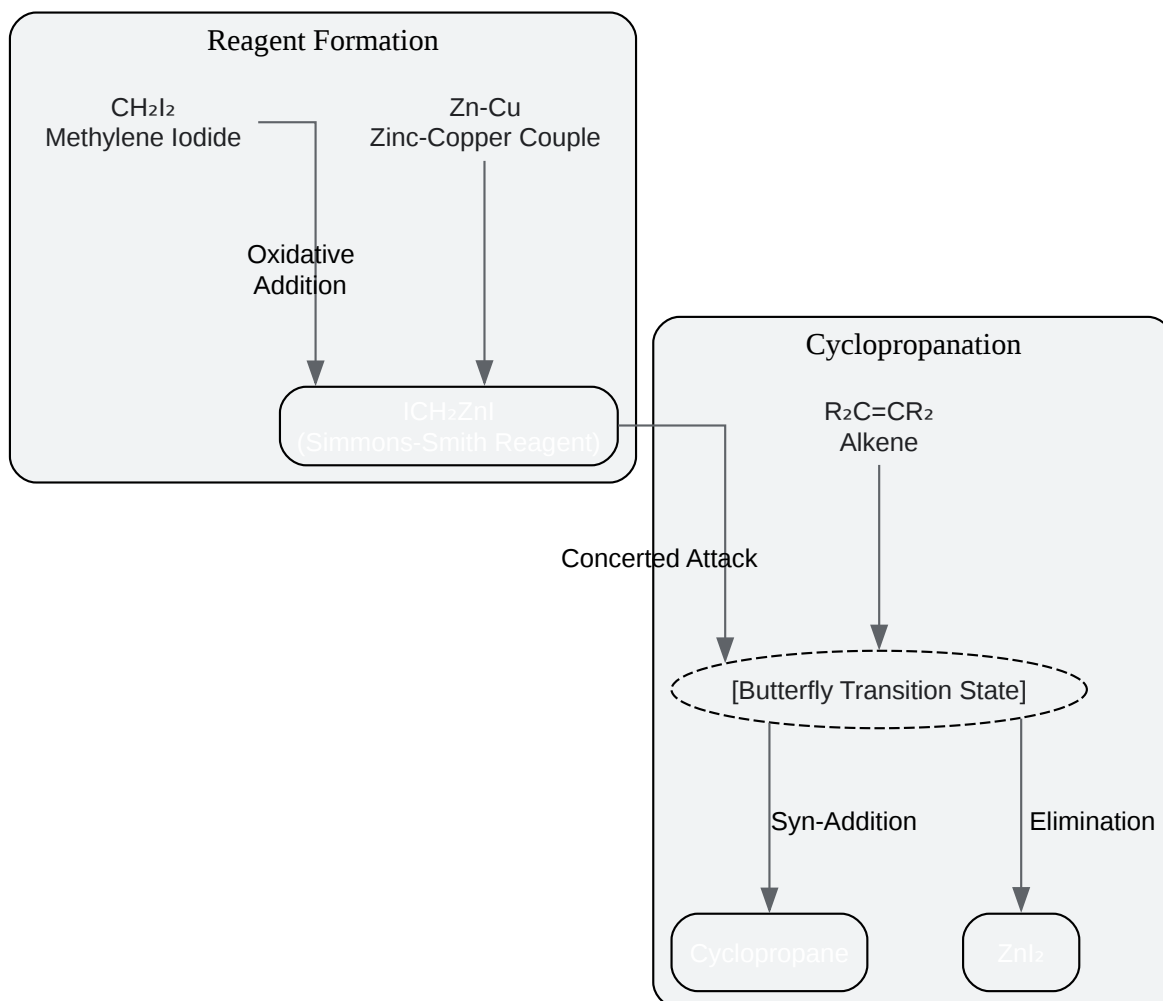 Reagent Formation
CH₂I₂
Methylene Iodide
Zn-Cu
Zinc-Copper Couple
Oxidative
Addition
ICH₂ZnI
(Simmons-Smith Reagent)
Cyclopropanation
R₂C=CR₂
Alkene
Concerted Attack
[Butterfly Transition State]
Syn-Addition
Elimination
Cyclopropane
ZnI₂